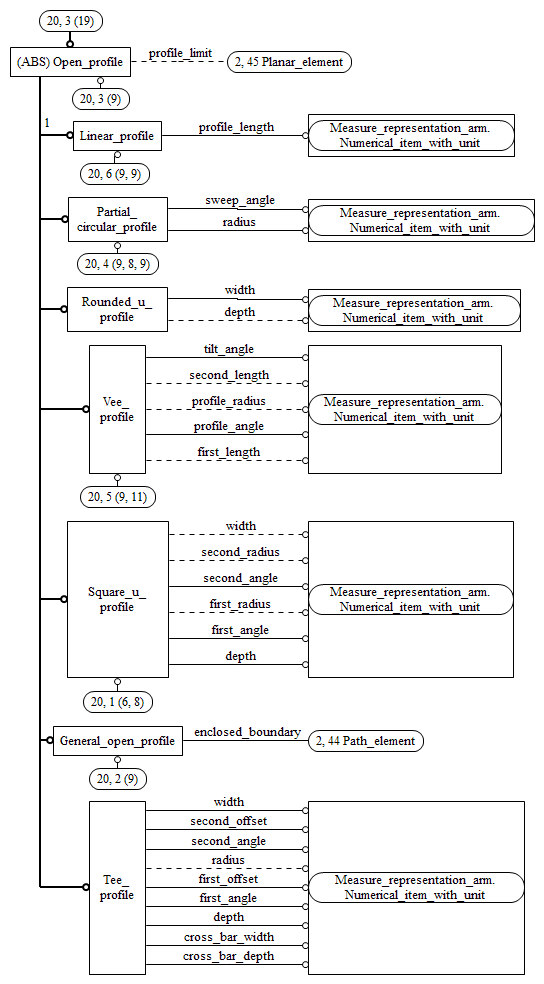 20, 3 (19)
(ABS) Open_profile
profile_limit
2, 45 Planar_element
20, 3 (9)
1
Linear_profile
profile_length
Measure_representation_arm.
Numerical_item_with_unit
20, 6 (9, 9)
Partial_
circular_profile
sweep_angle
radius
Measure_representation_arm.
Numerical_item_with_unit
20, 4 (9, 8, 9)
Rounded_u_
profile
width
depth
Measure_representation_arm.
Numerical_item_with_unit
Vee_
profile
tilt_angle
second_length
profile_radius
profile_angle
first_length
Measure_representation_arm.
Numerical_item_with_unit
20, 5 (9, 11)
Square_u_
profile
width
second_radius
second_angle
first_radius
first_angle
depth
Measure_representation_arm.
Numerical_item_with_unit
20, 1 (6, 8)
General_open_profile
enclosed_boundary
2, 44 Path_element
20, 2 (9)
Tee_
profile
width
second_offset
second_angle
radius
first_offset
first_angle
depth
cross_bar_width
cross_bar_depth
Measure_representation_arm.
Numerical_item_with_unit